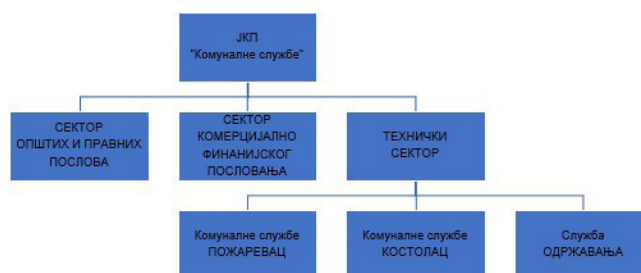 ЈКП
"Комуналне службе"
СЕКТОР
ОПШТИХ И ПРАВНИХ
ПОСЛОВА
СЕКТОР
КОМЕРЦИЈАЛНО
ФИНАНИЈСКОГ
ПОСЛОВАЊА
ТЕХНИЧКИ
СЕКТОР
Комуналне службе
ПОЖАРЕВАЦ
Комуналне службе
КОСТОЛАЦ
Служба
ОДРЖАВАЊА